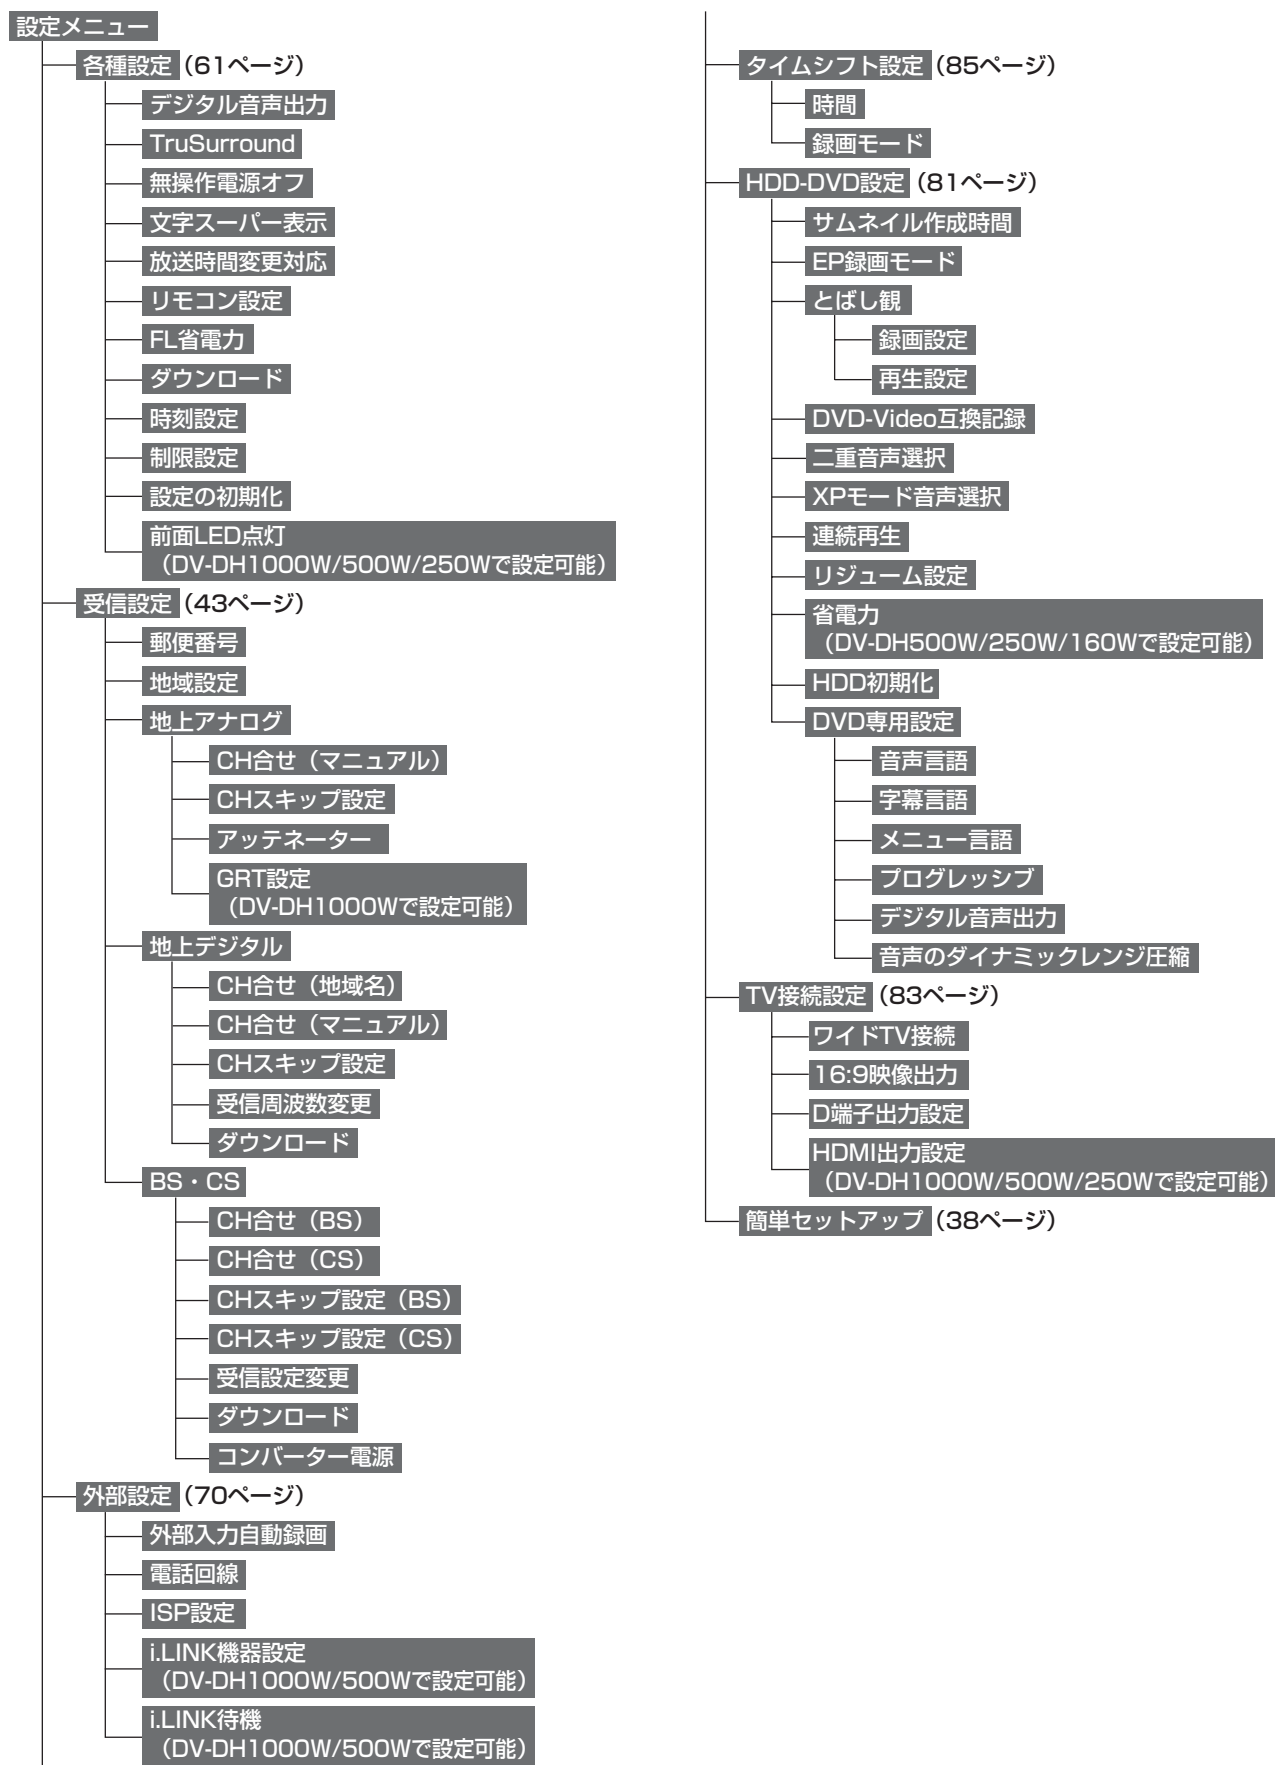 設定メニュー
各種設定（61ページ）
デジタル音声出力
TruSurround
無操作電源オフ
文字スーパー表示
放送時間変更対応
リモコン設定
FL省電力
ダウンロード
時刻設定
制限設定
設定の初期化
前面LED点灯
（DV-DH1000W/500W/250Wで設定可能）
受信設定（43ページ）
郵便番号
地域設定
地上アナログ
CH合せ（マニュアル）
CHスキップ設定
アッテネーター
GRT設定
（DV-DH1000Wで設定可能）
地上デジタル
CH合せ（地域名）
CH合せ（マニュアル）
CHスキップ設定
受信周波数変更
ダウンロード
BS・CS
CH合せ（BS）
CH合せ（CS）
CHスキップ設定（BS）
CHスキップ設定（CS）
受信設定変更
ダウンロード
コンバーター電源
外部設定（70ページ）
外部入力自動録画
電話回線
ISP設定
i.LINK機器設定
（DV-DH1000W/500Wで設定可能）
i.LINK待機
（DV-DH1000W/500Wで設定可能）
タイムシフト設定（85ページ）
時間
録画モード
HDD-DVD設定（81ページ）
サムネイル作成時間
EP録画モード
とばし観
録画設定
再生設定
DVD-Video互換記録
二重音声選択
XPモード音声選択
連続再生
リジューム設定
省電力
（DV-DH500W/250W/160Wで設定可能）
HDD初期化
DVD専用設定
音声言語
字幕言語
メニュー言語
プログレッシブ
デジタル音声出力
音声のダイナミックレンジ圧縮
TV接続設定（83ページ）
ワイドTV接続
16:9映像出力
D端子出力設定
HDMI出力設定
（DV-DH1000W/500W/250Wで設定可能）
簡単セットアップ（38ページ）